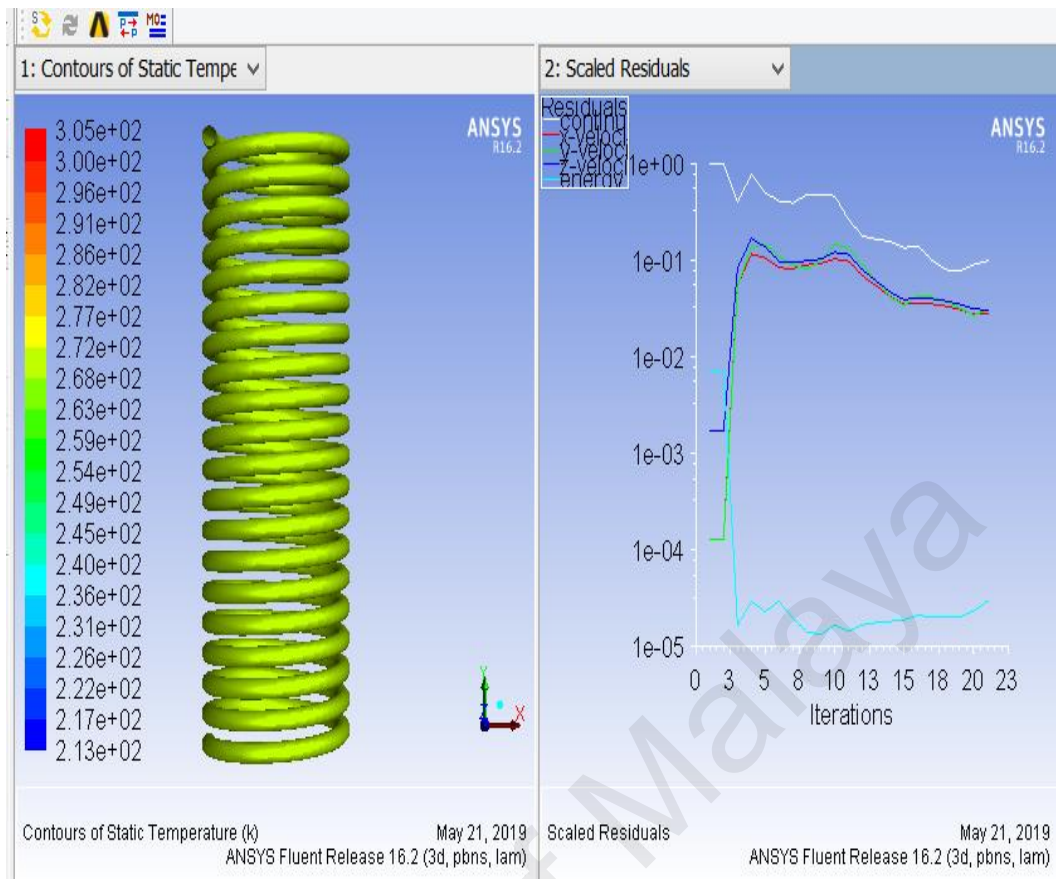 1: Contours of Static Tempe
3.05e+02
3.00e+02
2.96e+02
2.91e+02
2.86e+02
2.82e+02
2.77e+02
2.72e+02
2.68e+02
2.63e+02
2.59e+02
2.54e+02
2.49e+02
2.45e+02
2.40e+02
2.36e+02
2.31e+02
2.26e+02
2.22e+02
2.17e+02
2.13e+02
ANSYS
R16.2
Y
X
Z
Contours of Static Temperature (k)
May 21, 2019
ANSYS Fluent Release 16.2 (3d, pbns, lam)
2: Scaled Residuals
Residuals
continu
x-veloci
y-veloci
z-veloci
energy
ANSYS
R16.2
1e+00
1e-01
1e-02
1e-03
1e-04
1e-05
0 3 5 8 10 13 15 18 20 23
Iterations
Scaled Residuals
May 21, 2019
ANSYS Fluent Release 16.2 (3d, pbns, lam)
of Malaya